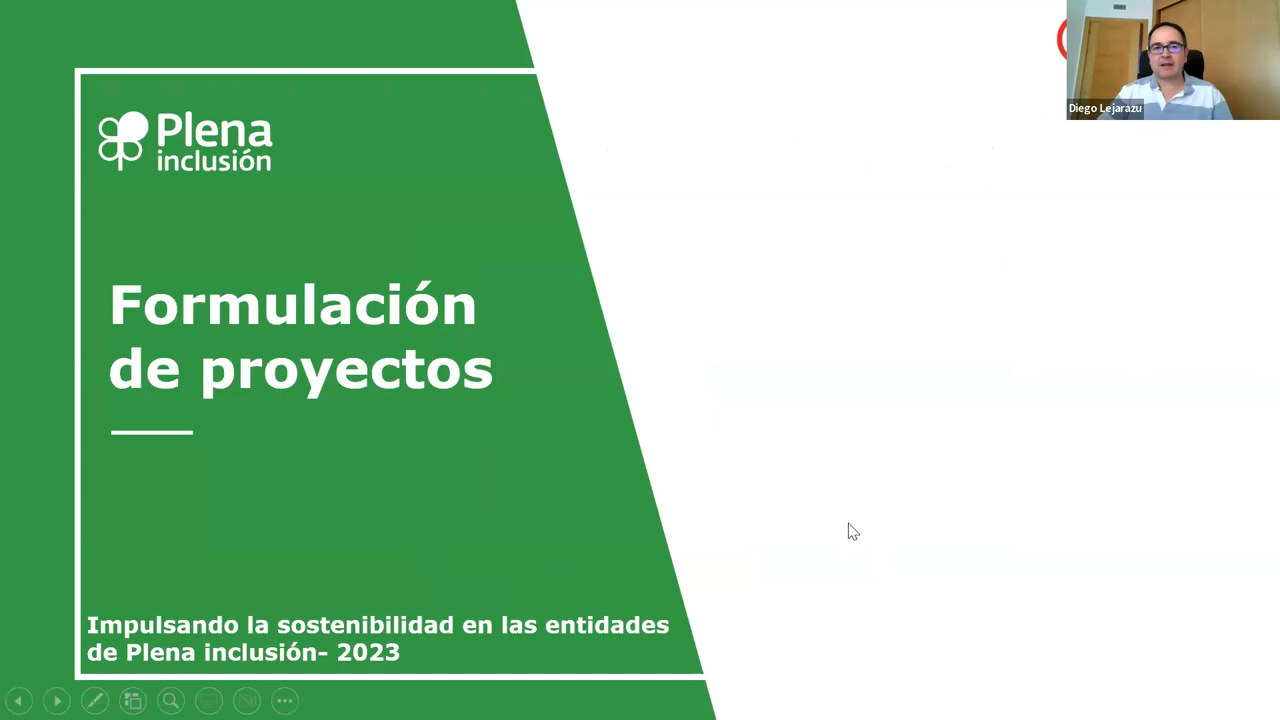 Diego Lejarazu
Plena
inclusión
Formulación
de proyectos
Impulsando la sostenibilidad en las entidades
de Plena inclusión- 2023